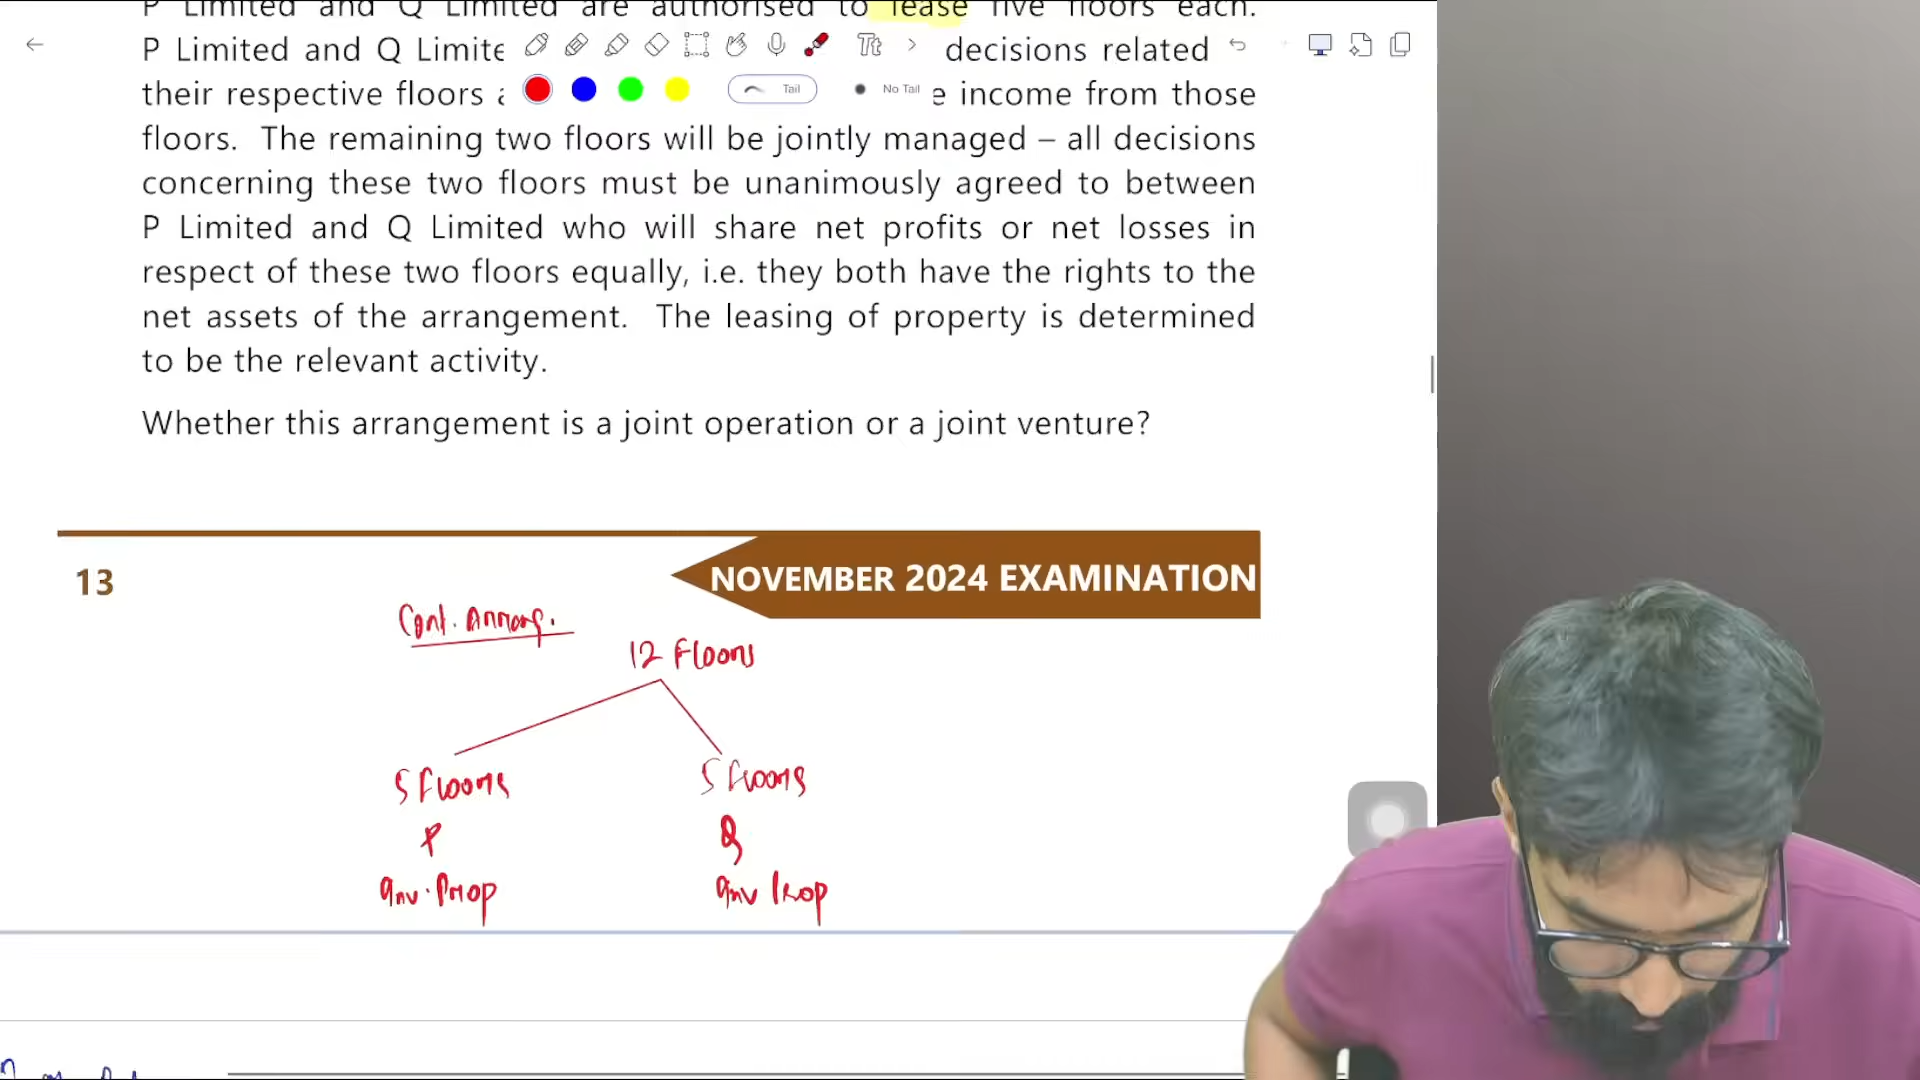 P Limited and Q Limited are authorised to lease five floors each.
P Limited and Q Limite decisions related
their respective floors e income from those
floors. The remaining two floors will be jointly managed – all decisions
concerning these two floors must be unanimously agreed to between
P Limited and Q Limited who will share net profits or net losses in
respect of these two floors equally, i.e. they both have the rights to the
net assets of the arrangement. The leasing of property is determined
to be the relevant activity.
Tt
Tail
No Tail
Whether this arrangement is a joint operation or a joint venture?
13
NOVEMBER 2024 EXAMINATION
Cont. Arrang.
12 Floors
5 Floors
5 Floors
P
Q
Inv. Prop
Inv Prop